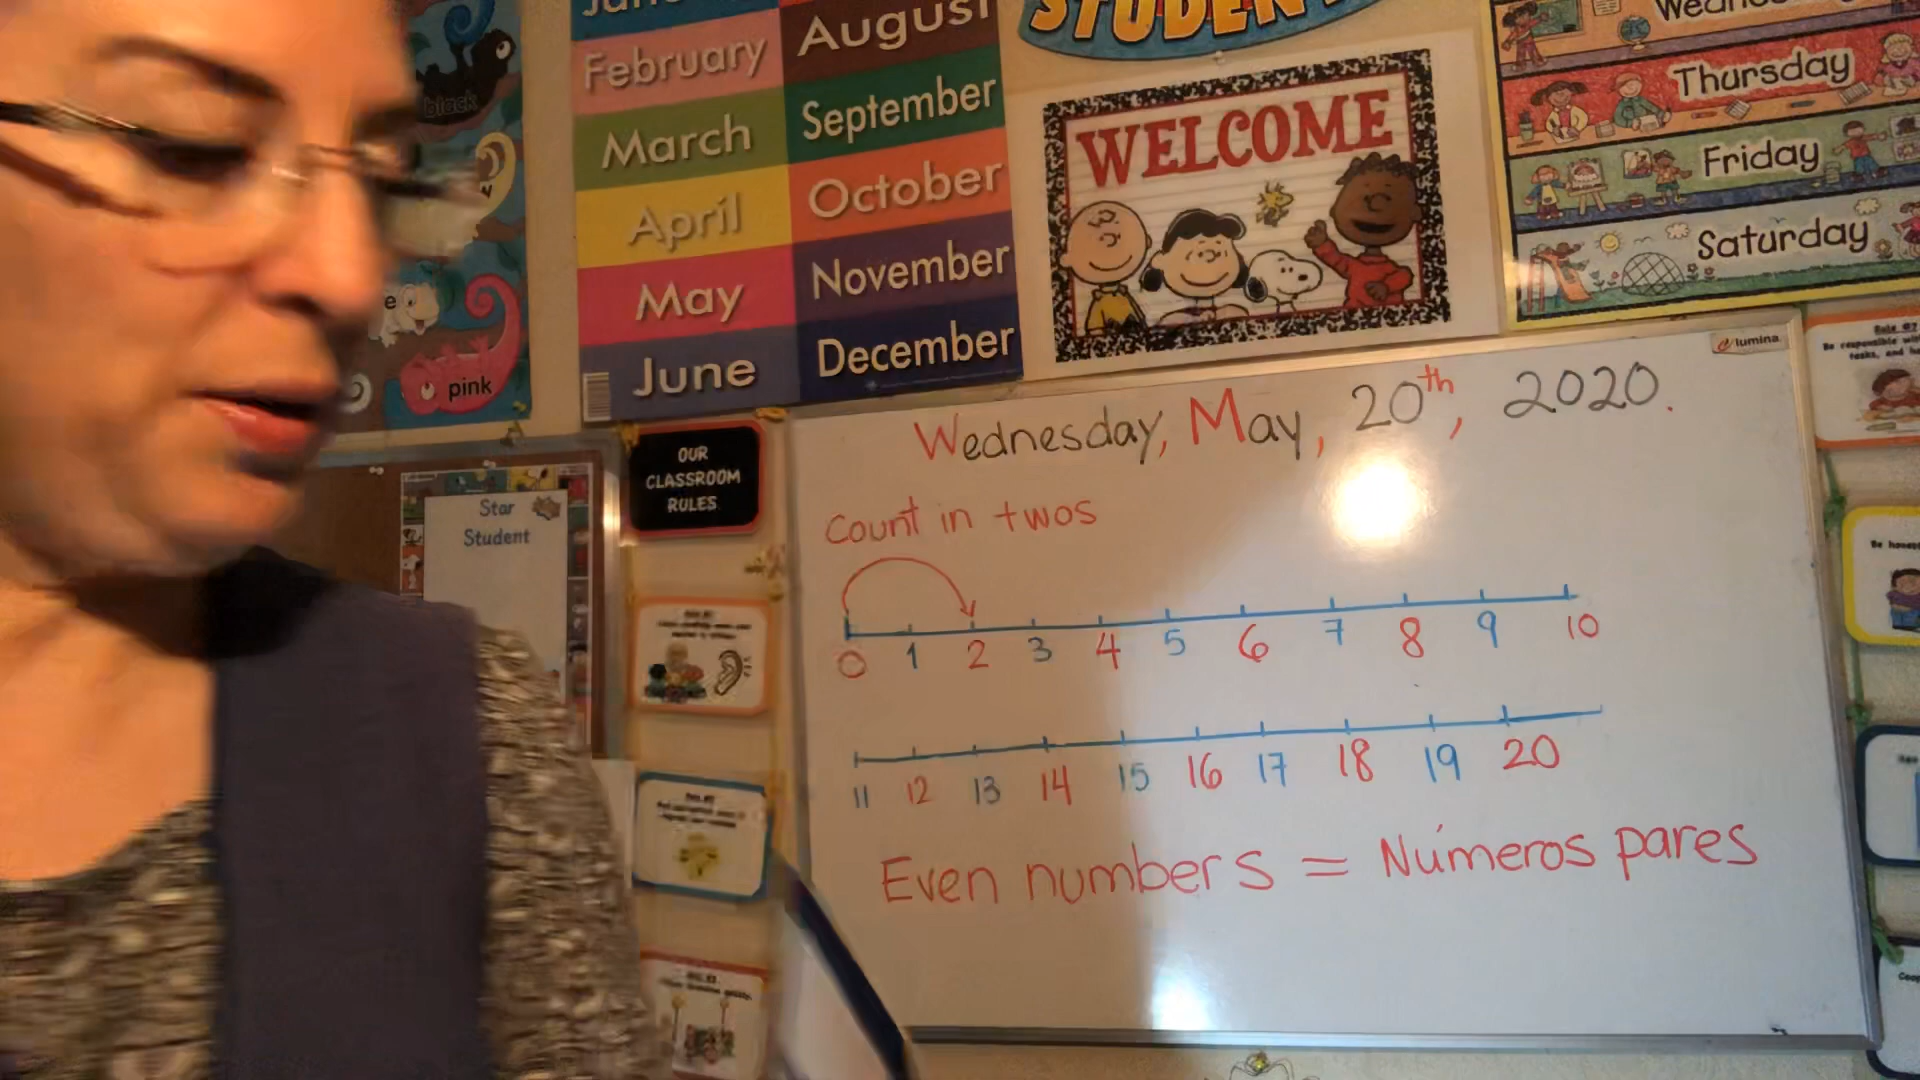 black
pink
February
March
April
May
June
August
September
October
November
December
WELCOME
Thursday
Friday
Saturday
lumina
OUR
CLASSROOM
RULES
Star
Student
Wednesday, May, 20th, 2020.
Count in twos
0 1 2 3 4 5 6 7 8 9 10
11 12 13 14 15 16 17 18 19 20
Even numbers = Números pares